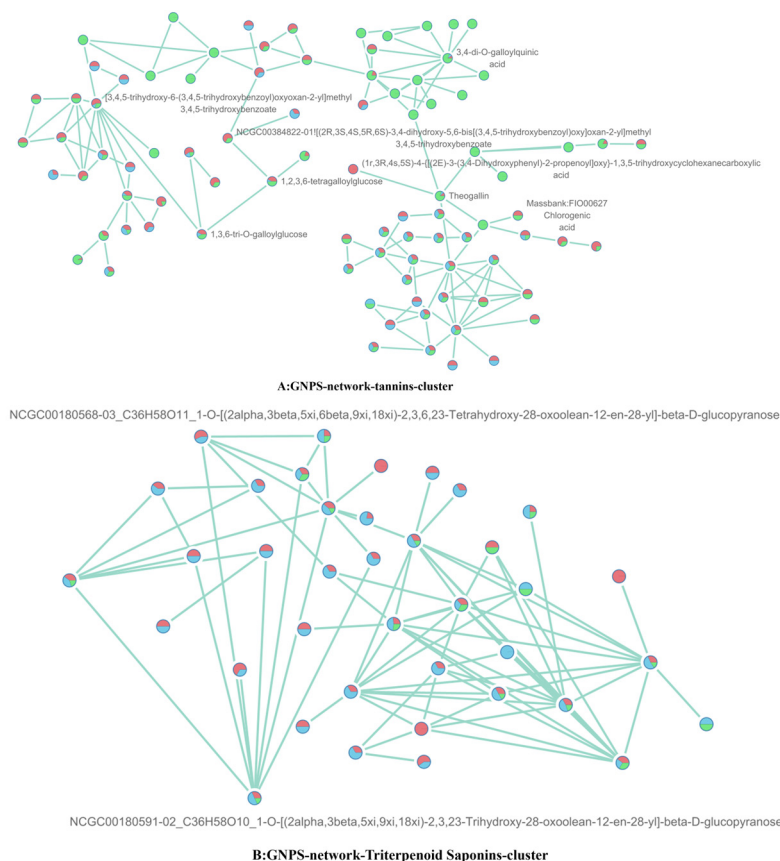 3,4-di-O-galloylquinic
acid
[3,4,5-trihydroxy-6-(3,4,5-trihydroxybenzoyl)oxyoxan-2-yl]methyl
3,4,5-trihydroxybenzoate
NCGC00384822-01![(2R,3S,4S,5R,6S)-3,4-dihydroxy-5,6-bis[(3,4,5-trihydroxybenzoyl)oxy]oxan-2-yl]methyl
3,4,5-trihydroxybenzoate
(1r,3R,4s,5S)-4-{[(2E)-3-(3,4-Dihydroxyphenyl)-2-propenoyl]oxy}-1,3,5-trihydroxycyclohexanecarboxylic
acid
1,2,3,6-tetragalloylglucose
Theogallin
Massbank:FIO00627
Chlorogenic
acid
1,3,6-tri-O-galloylglucose
A:GNPS-network-tannins-cluster
NCGC00180568-03_C36H58O11_1-O-[(2alpha,3beta,5xi,6beta,9xi,18xi)-2,3,6,23-Tetrahydroxy-28-oxoolean-12-en-28-yl]-beta-D-glucopyranose
NCGC00180591-02_C36H58O10_1-O-[(2alpha,3beta,5xi,9xi,18xi)-2,3,23-Trihydroxy-28-oxoolean-12-en-28-yl]-beta-D-glucopyranose
B:GNPS-network-Triterpenoid Saponins-cluster